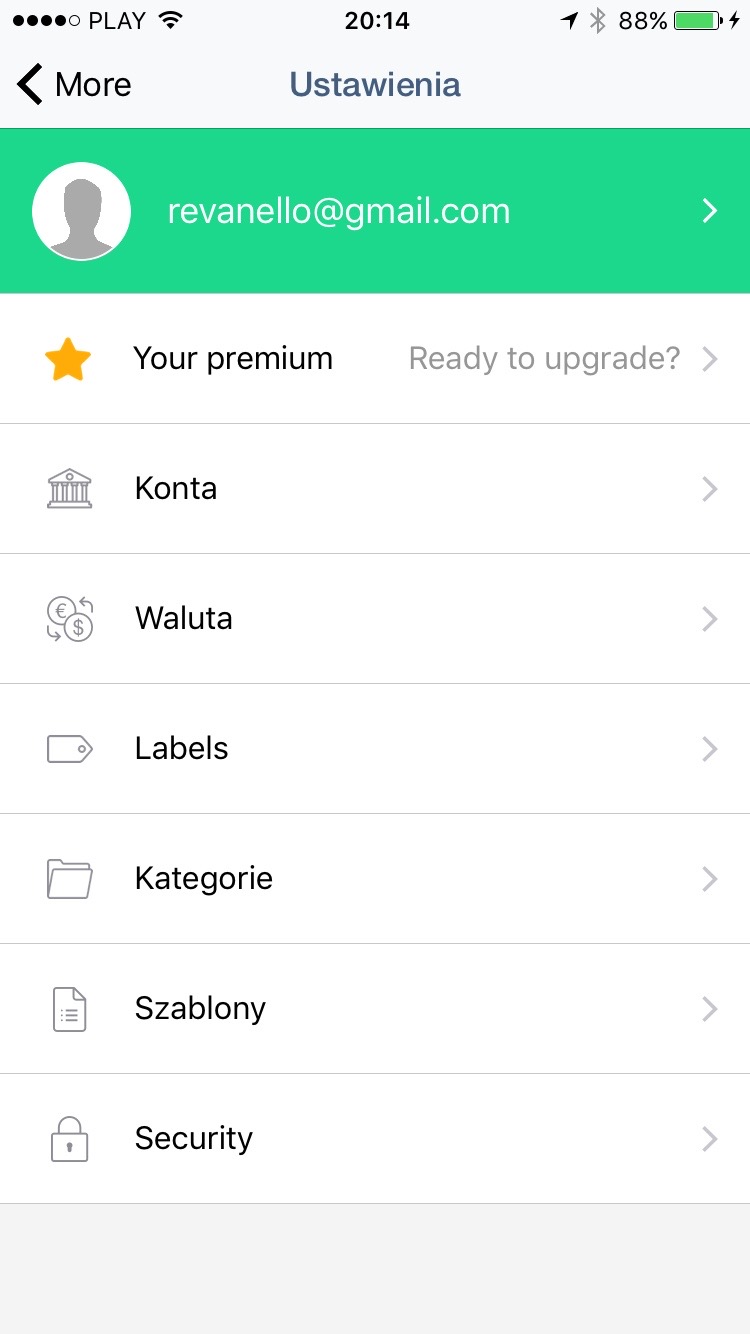 PLAY 20:14 88%
More Ustawienia
revanello@gmail.com
Your premium Ready to upgrade?
Konta
€ $ Waluta
Labels
Kategorie
Szablony
Security